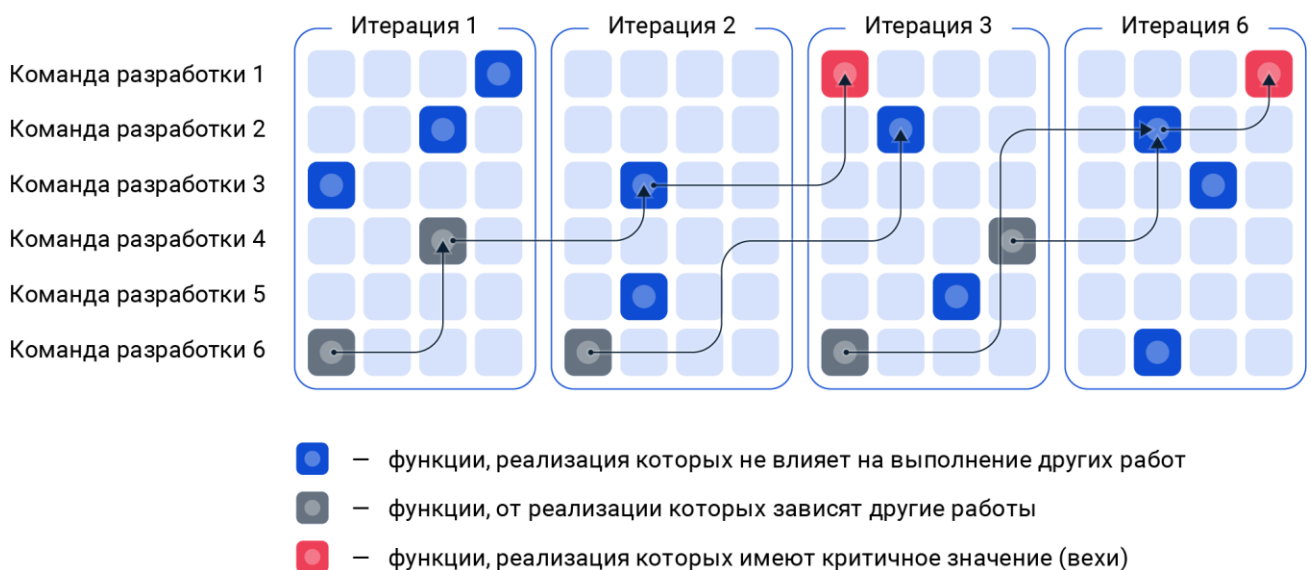 Итерация 1
Итерация 2
Итерация 3
Итерация 6
Команда разработки 1
Команда разработки 2
Команда разработки 3
Команда разработки 4
Команда разработки 5
Команда разработки 6
— функции, реализация которых не влияет на выполнение других работ
— функции, от реализации которых зависят другие работы
— функции, реализация которых имеют критичное значение (вехи)